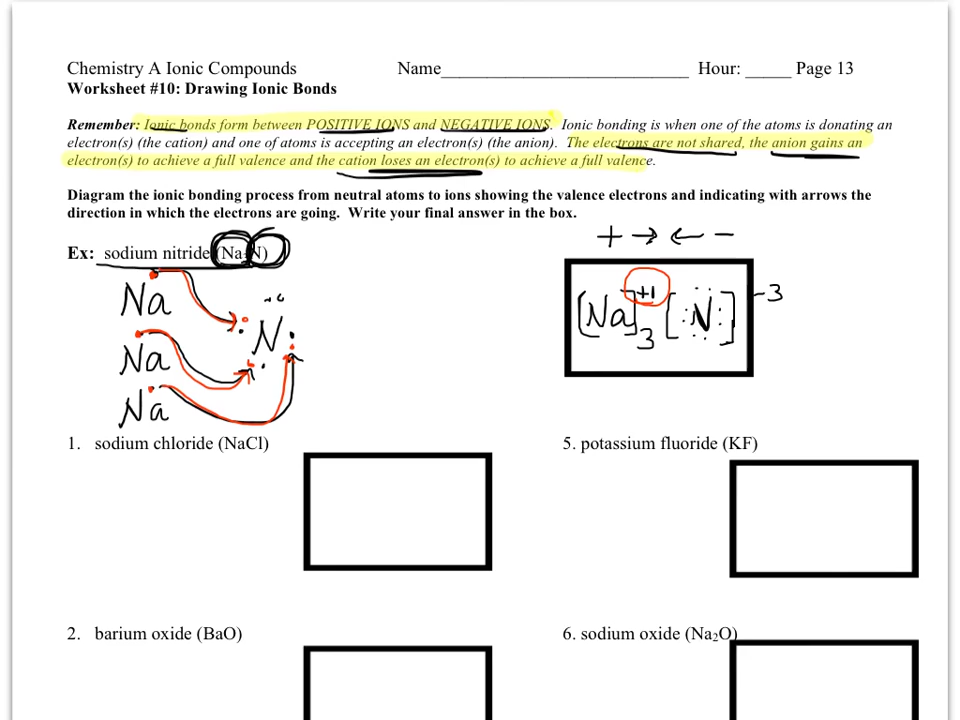 Chemistry A Ionic Compounds Name__________________________ Hour: _____ Page 13
Worksheet #10: Drawing Ionic Bonds
Remember: Ionic bonds form between POSITIVE IONS and NEGATIVE IONS. Ionic bonding is when one of the atoms is donating an
electron(s) (the cation) and one of atoms is accepting an electron(s) (the anion). The electrons are not shared, the anion gains an
electron(s) to achieve a full valence and the cation loses an electron(s) to achieve a full valence.
Diagram the ionic bonding process from neutral atoms to ions showing the valence electrons and indicating with arrows the
direction in which the electrons are going. Write your final answer in the box.
Ex: sodium nitride (Na₃N)
+ → ← −
Na
Na
Na
N
[Na]⁺¹₃ [N] -3
1. sodium chloride (NaCl)
5. potassium fluoride (KF)
2. barium oxide (BaO)
6. sodium oxide (Na₂O)